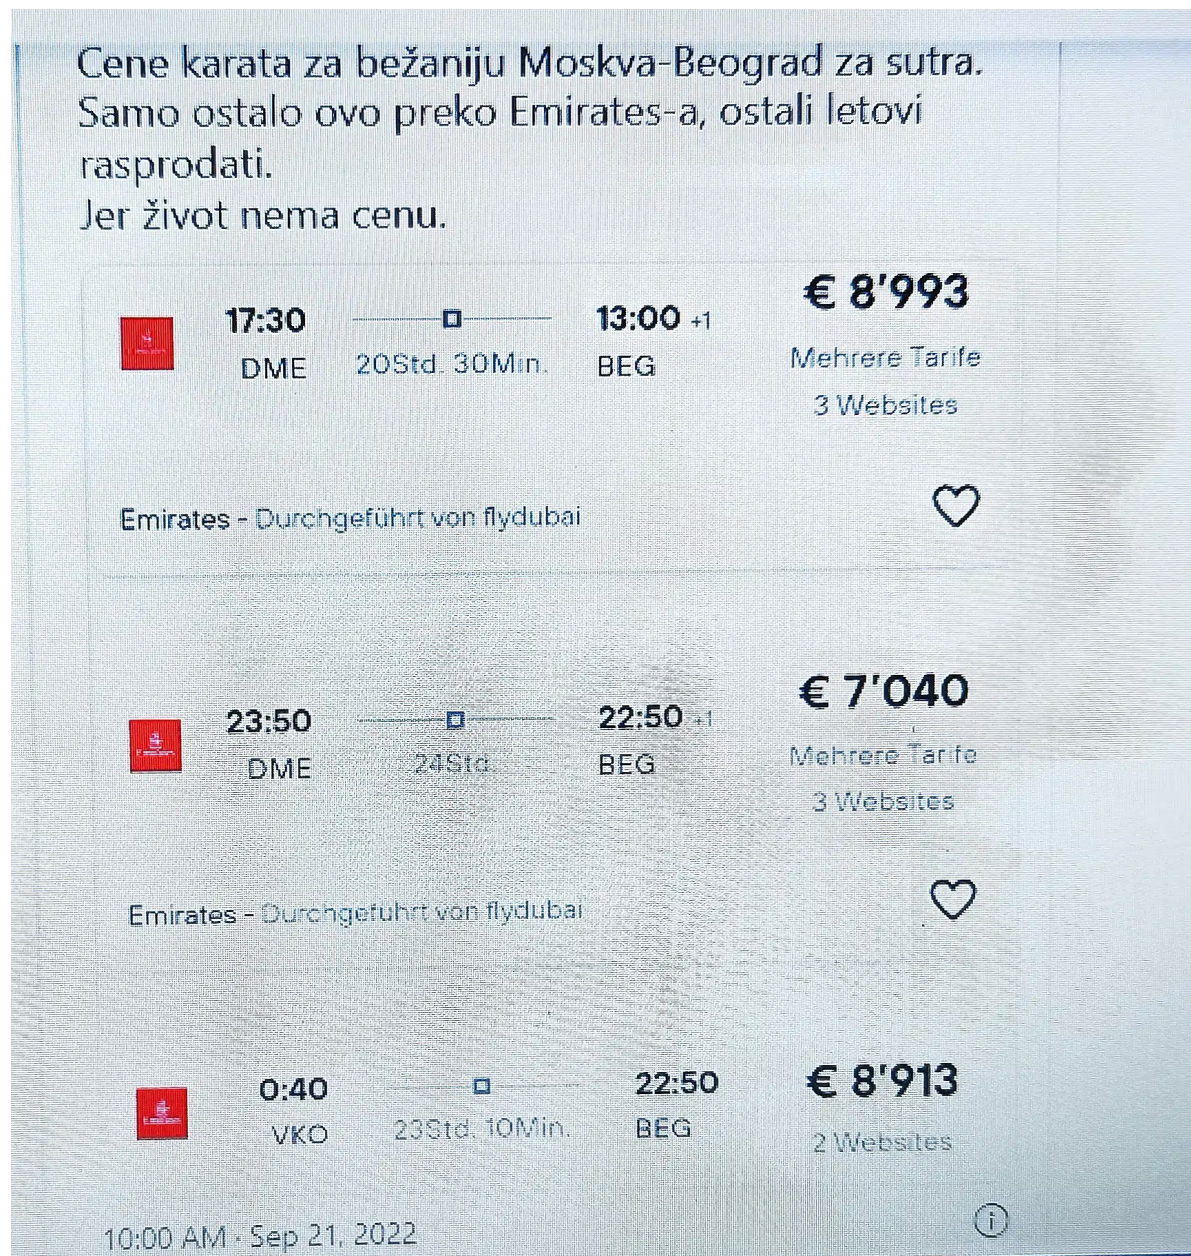 Cene karata za bežaniju Moskva-Beograd za sutra.
Samo ostalo ovo preko Emirates-a, ostali letovi
rasprodati.
Jer život nema cenu.
17:30 13:00 +1 € 8'993
DME 20Std. 30Min. BEG Mehrere Tarife
3 Websites
Emirates - Durchgeführt von flydubai
23:50 22:50 +1 € 7'040
DME 24Std. BEG Mehrere Tarife
3 Websites
Emirates - Durchgeführt von flydubai
0:40 22:50 € 8'913
VKO 23Std. 10Min. BEG 2 Websites
10:00 AM · Sep 21, 2022